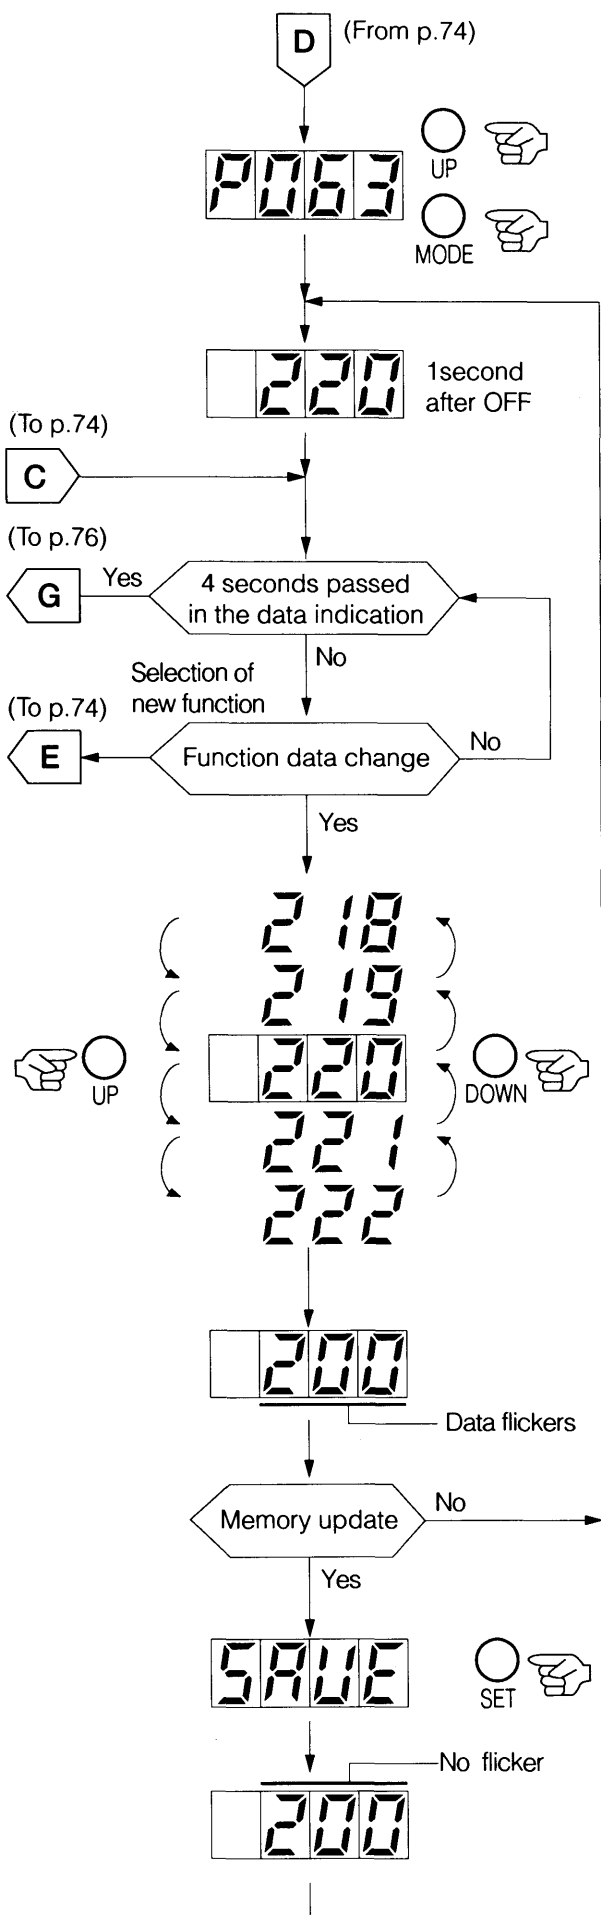 D
(From p.74)
P063
UP
MODE
220
1second
after OFF
(To p.74)
C
(To p.76)
G
Yes
4 seconds passed
in the data indication
No
Selection of
new function
(To p.74)
E
Function data change
No
Yes
218
219
220
UP
DOWN
221
222
200
Data flickers
Memory update
No
Yes
SAVE
SET
No flicker
200